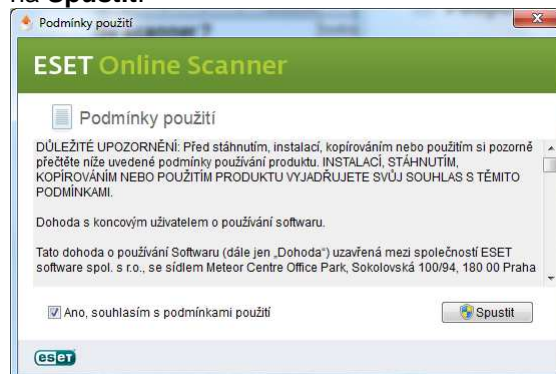 na Spustit.
Podmínky použití
ESET Online Scanner
Podmínky použití
DŮLEŽITÉ UPOZORNĚNÍ: Před stáhnutím, instalací, kopírováním nebo použitím si pozorně
přečtěte níže uvedené podmínky používání produktu. INSTALACÍ, STÁHNUTÍM,
KOPÍROVÁNÍM NEBO POUŽITÍM PRODUKTU VYJADŘUJETE SVŮJ SOUHLAS S TĚMITO
PODMÍNKAMI.
Dohoda s koncovým uživatelem o používání softwaru.
Tato dohoda o používání Softwaru (dále jen „Dohoda“) uzavřená mezi společností ESET
software spol. s r.o., se sídlem Meteor Centre Office Park, Sokolovská 100/94, 180 00 Praha
Ano, souhlasím s podmínkami použití
Spustit
eset